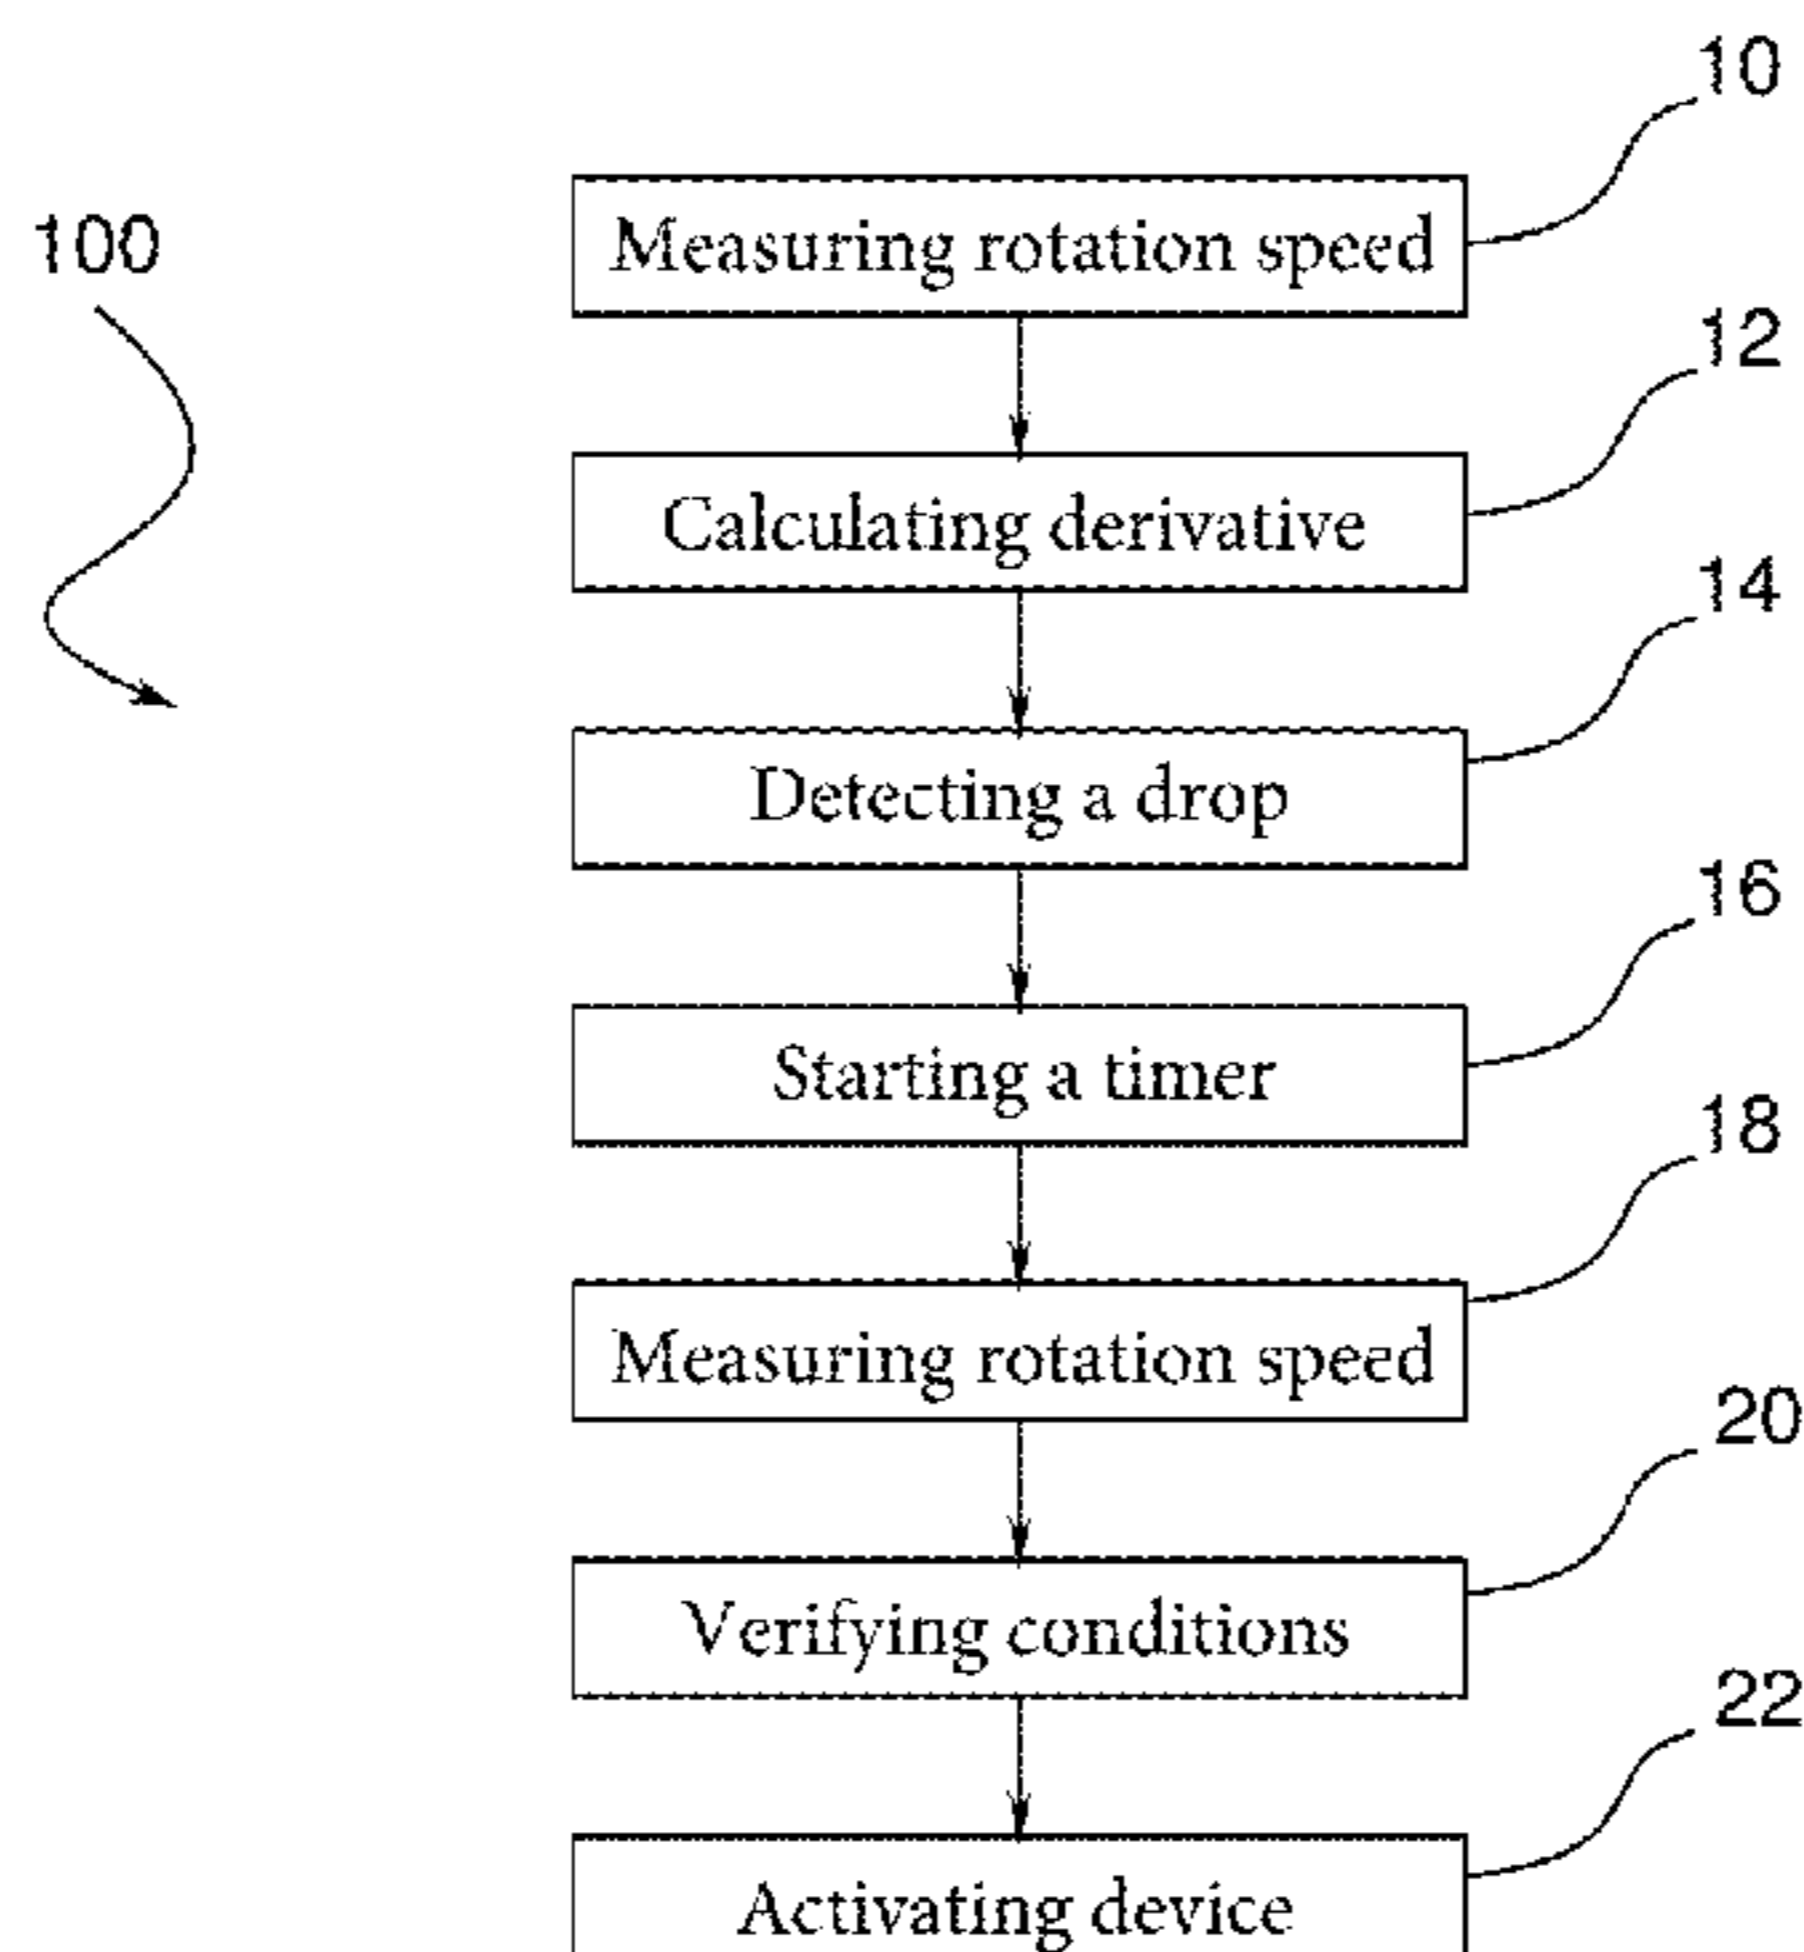 10
Measuring rotation speed
100
12
Calculating derivative
14
Detecting a drop
16
Starting a timer
18
Measuring rotation speed
20
Verifying conditions
22
Activating device